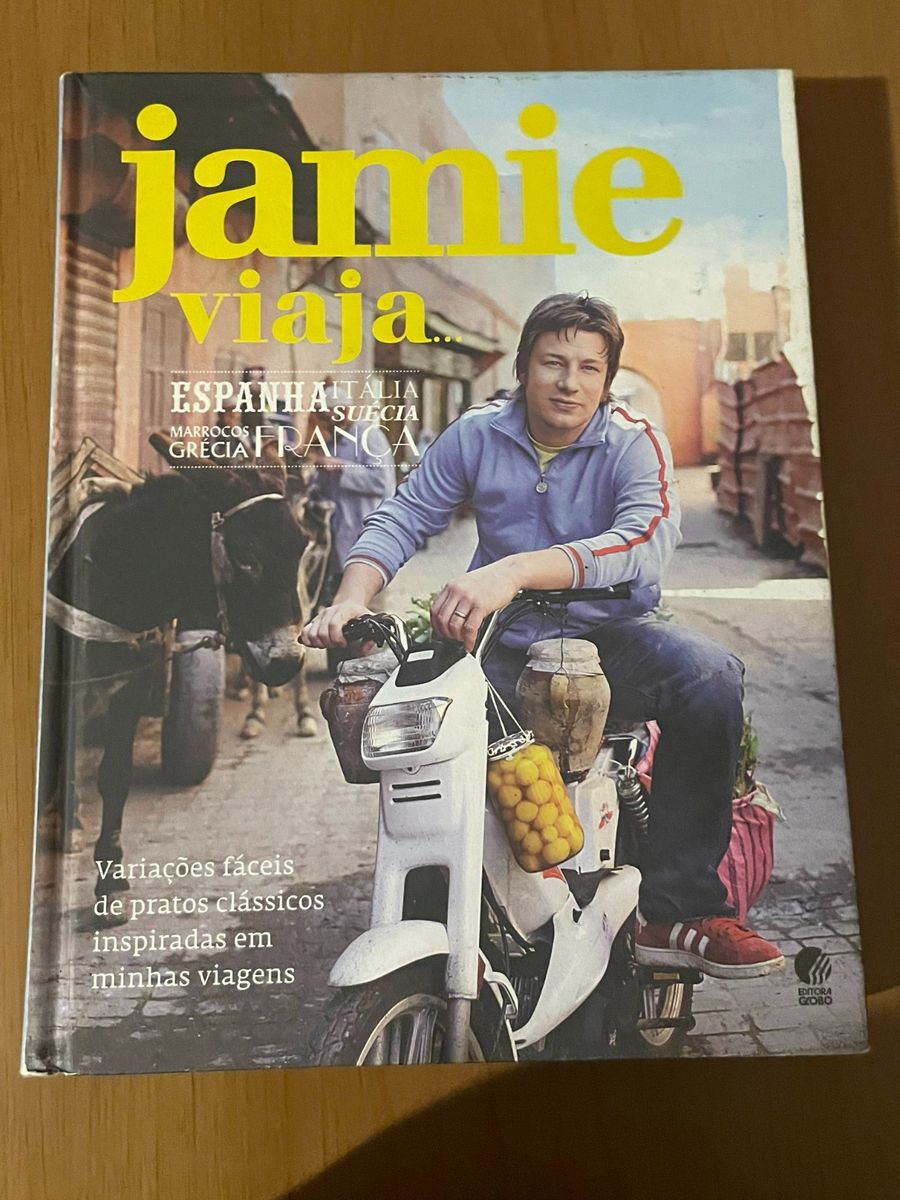 jamie
viaja...
ESPANHA ITÁLIA
SUÉCIA
MARROCOS
GRÉCIA FRANÇA
Variações fáceis
de pratos clássicos
inspiradas em
minhas viagens
EDITORA
GLOBO